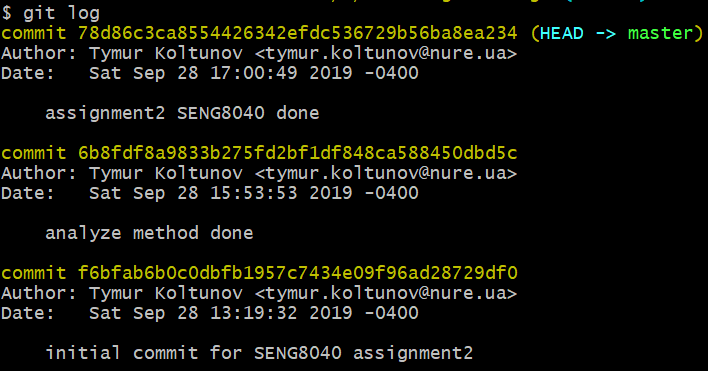 $ git log
commit 78d86c3ca8554426342efdc536729b56ba8ea234 (HEAD -> master)
Author: Tymur Koltunov <tymur.koltunov@nure.ua>
Date:   Sat Sep 28 17:00:49 2019 -0400
    assignment2 SENG8040 done
commit 6b8fdf8a9833b275fd2bf1df848ca588450dbd5c
Author: Tymur Koltunov <tymur.koltunov@nure.ua>
Date:   Sat Sep 28 15:53:53 2019 -0400
    analyze method done
commit f6bfab6b0c0dbfb1957c7434e09f96ad28729df0
Author: Tymur Koltunov <tymur.koltunov@nure.ua>
Date:   Sat Sep 28 13:19:32 2019 -0400
    initial commit for SENG8040 assignment2